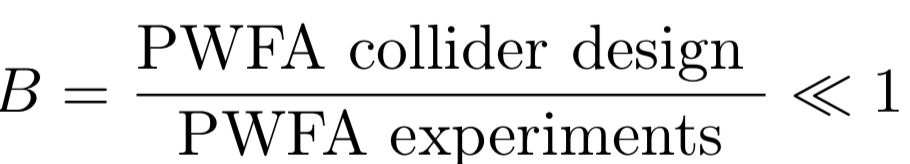 B = PWFA collider design / PWFA experiments ≪ 1